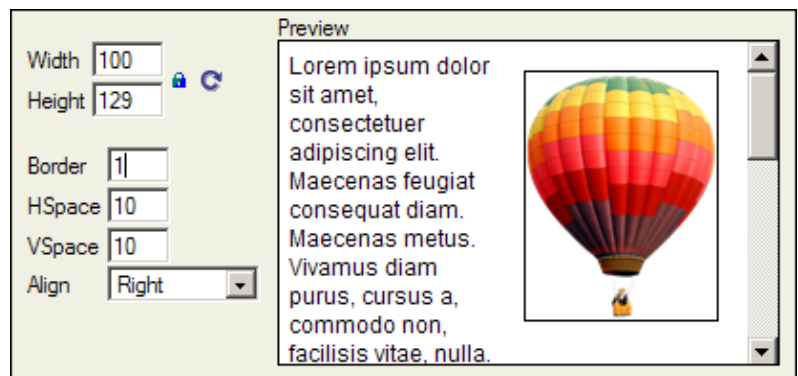 Width 100
Height 129
Border 1
HSpace 10
VSpace 10
Align Right
Preview
Lorem ipsum dolor
sit amet,
consectetuer
adipiscing elit.
Maecenas feugiat
consequat diam.
Maecenas metus.
Vivamus diam
purus, cursus a,
commodo non,
facilisis vitae, nulla.